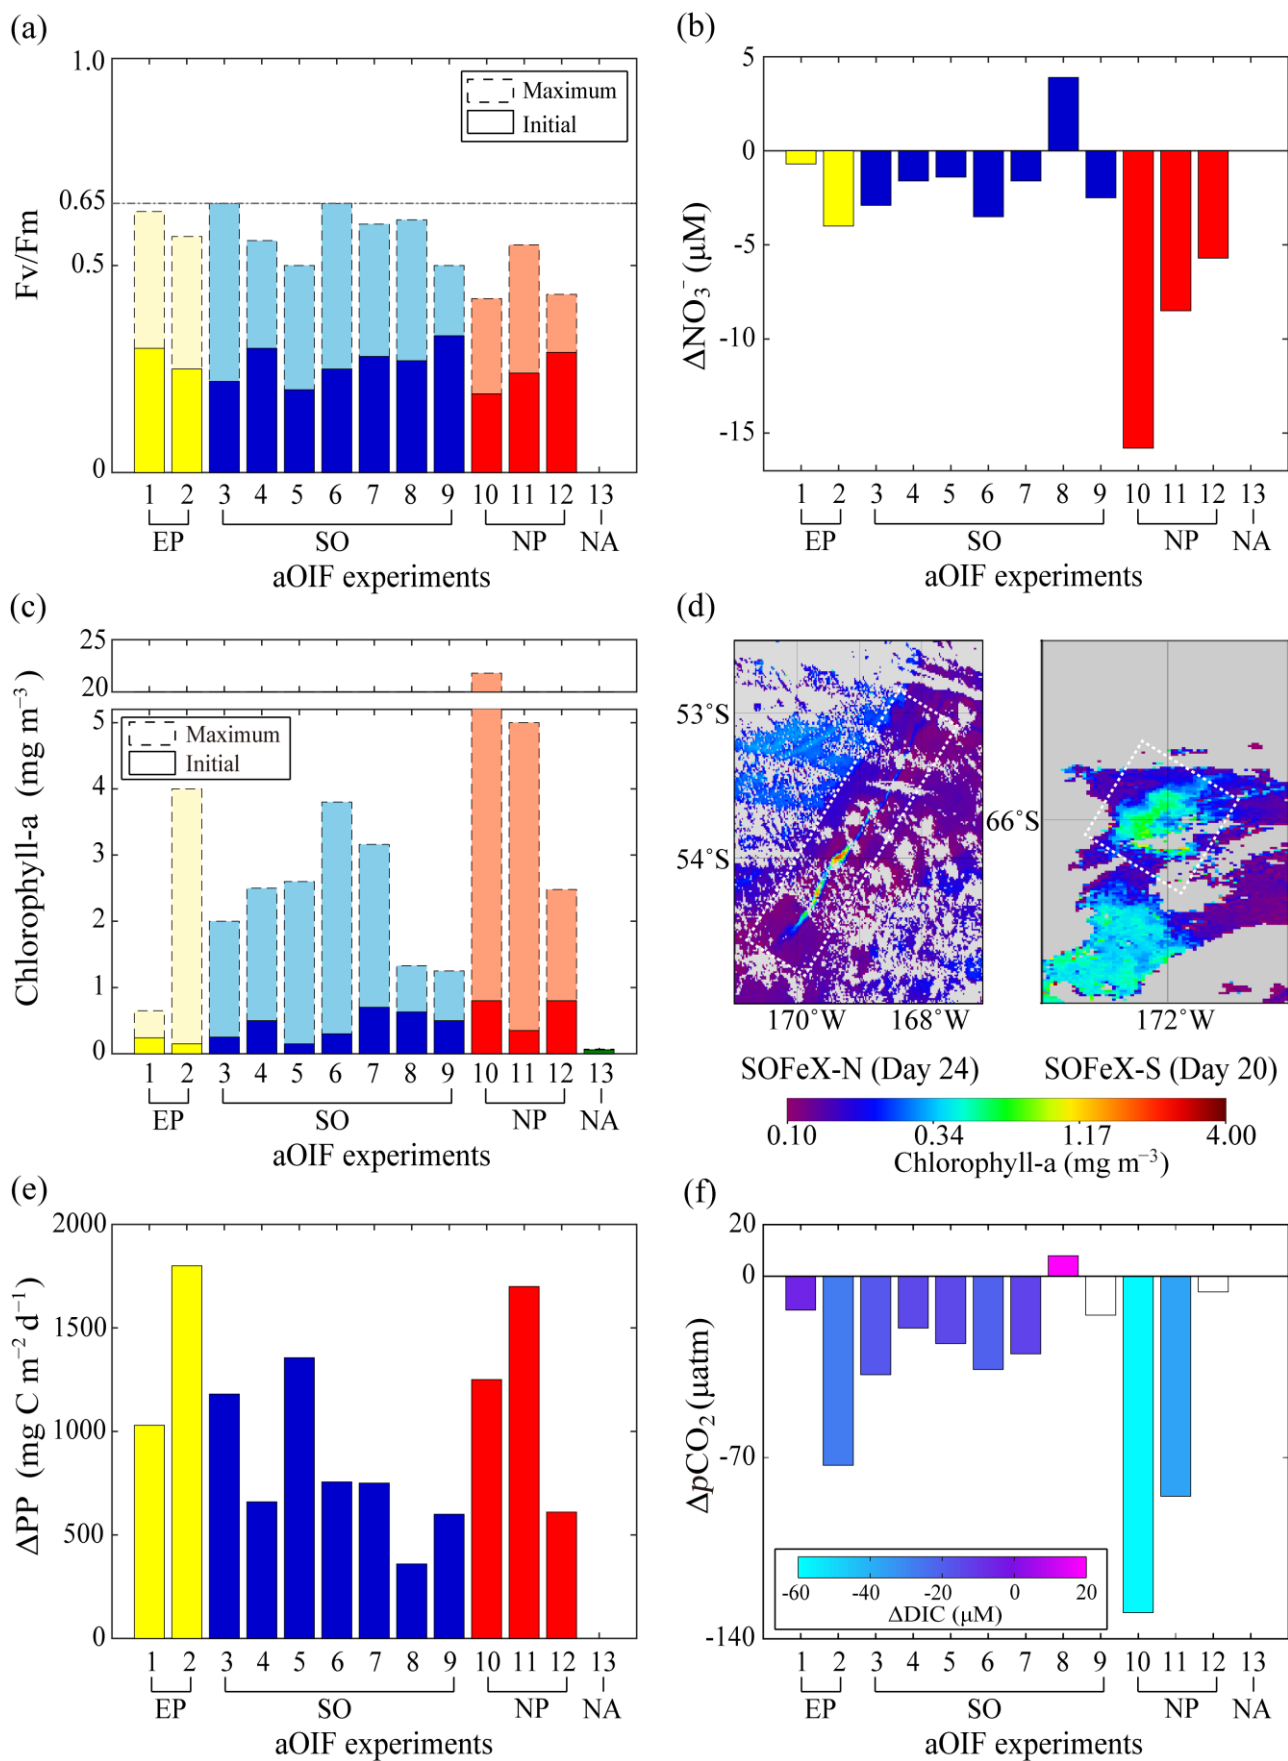 (a)
1.0
0.65
0.5
0
Fv/Fm
Maximum
Initial
1 2 3 4 5 6 7 8 9 10 11 12 13
EP SO NP NA
aOIF experiments
(b)
5
0
-5
-10
-15
ΔNO₃⁻ (μM)
1 2 3 4 5 6 7 8 9 10 11 12 13
EP SO NP NA
aOIF experiments
(c)
25
20
5
4
3
2
1
0
Chlorophyll-a (mg m⁻³)
Maximum
Initial
1 2 3 4 5 6 7 8 9 10 11 12 13
EP SO NP NA
aOIF experiments
(d)
53°S
54°S
170°W 168°W
66°S
172°W
SOFeX-N (Day 24) SOFeX-S (Day 20)
0.10 0.34 1.17 4.00
Chlorophyll-a (mg m⁻³)
(e)
2000
1500
1000
500
0
ΔPP (mg C m⁻² d⁻¹)
1 2 3 4 5 6 7 8 9 10 11 12 13
EP SO NP NA
aOIF experiments
(f)
20
0
-70
-140
ΔpCO₂ (μatm)
-60 -40 -20 0 20
ΔDIC (μM)
1 2 3 4 5 6 7 8 9 10 11 12 13
EP SO NP NA
aOIF experiments